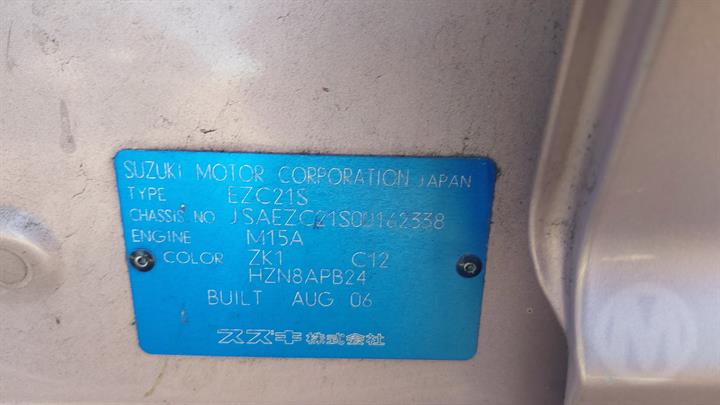 SUZUKI MOTOR CORPORATION JAPAN
TYPE EZC21S
CHASSIS NO JSAEZC21S00162338
ENGINE M15A
COLOR ZK1 C12
HZN8APB24
BUILT AUG 06
スズキ株式会社
M